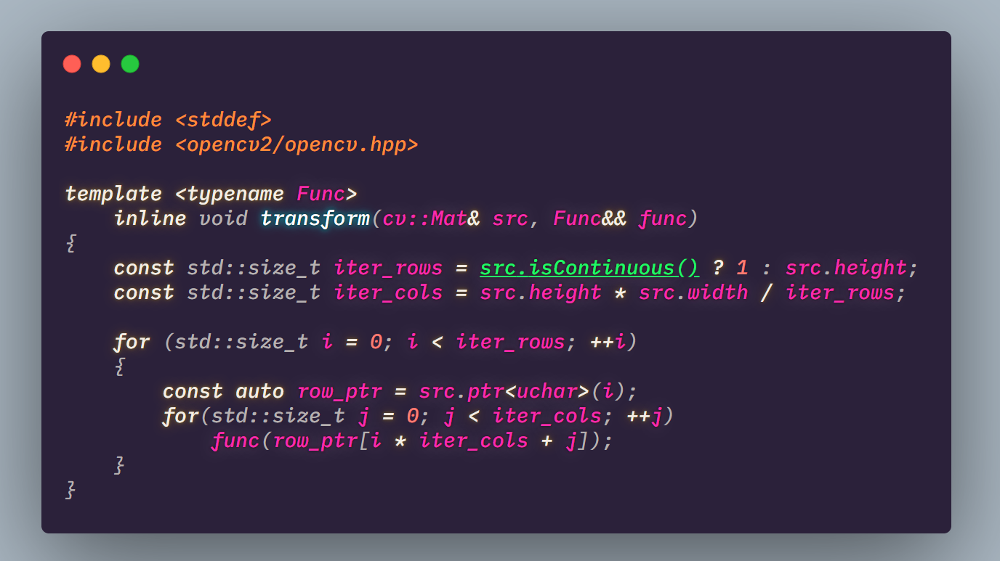 #include <stddef>
#include <opencv2/opencv.hpp>

template <typename Func>
    inline void transform(cv::Mat& src, Func&& func)
{
    const std::size_t iter_rows = src.isContinuous() ? 1 : src.height;
    const std::size_t iter_cols = src.height * src.width / iter_rows;

    for (std::size_t i = 0; i < iter_rows; ++i)
    {
        const auto row_ptr = src.ptr<uchar>(i);
        for(std::size_t j = 0; j < iter_cols; ++j)
            func(row_ptr[i * iter_cols + j]);
    }
}